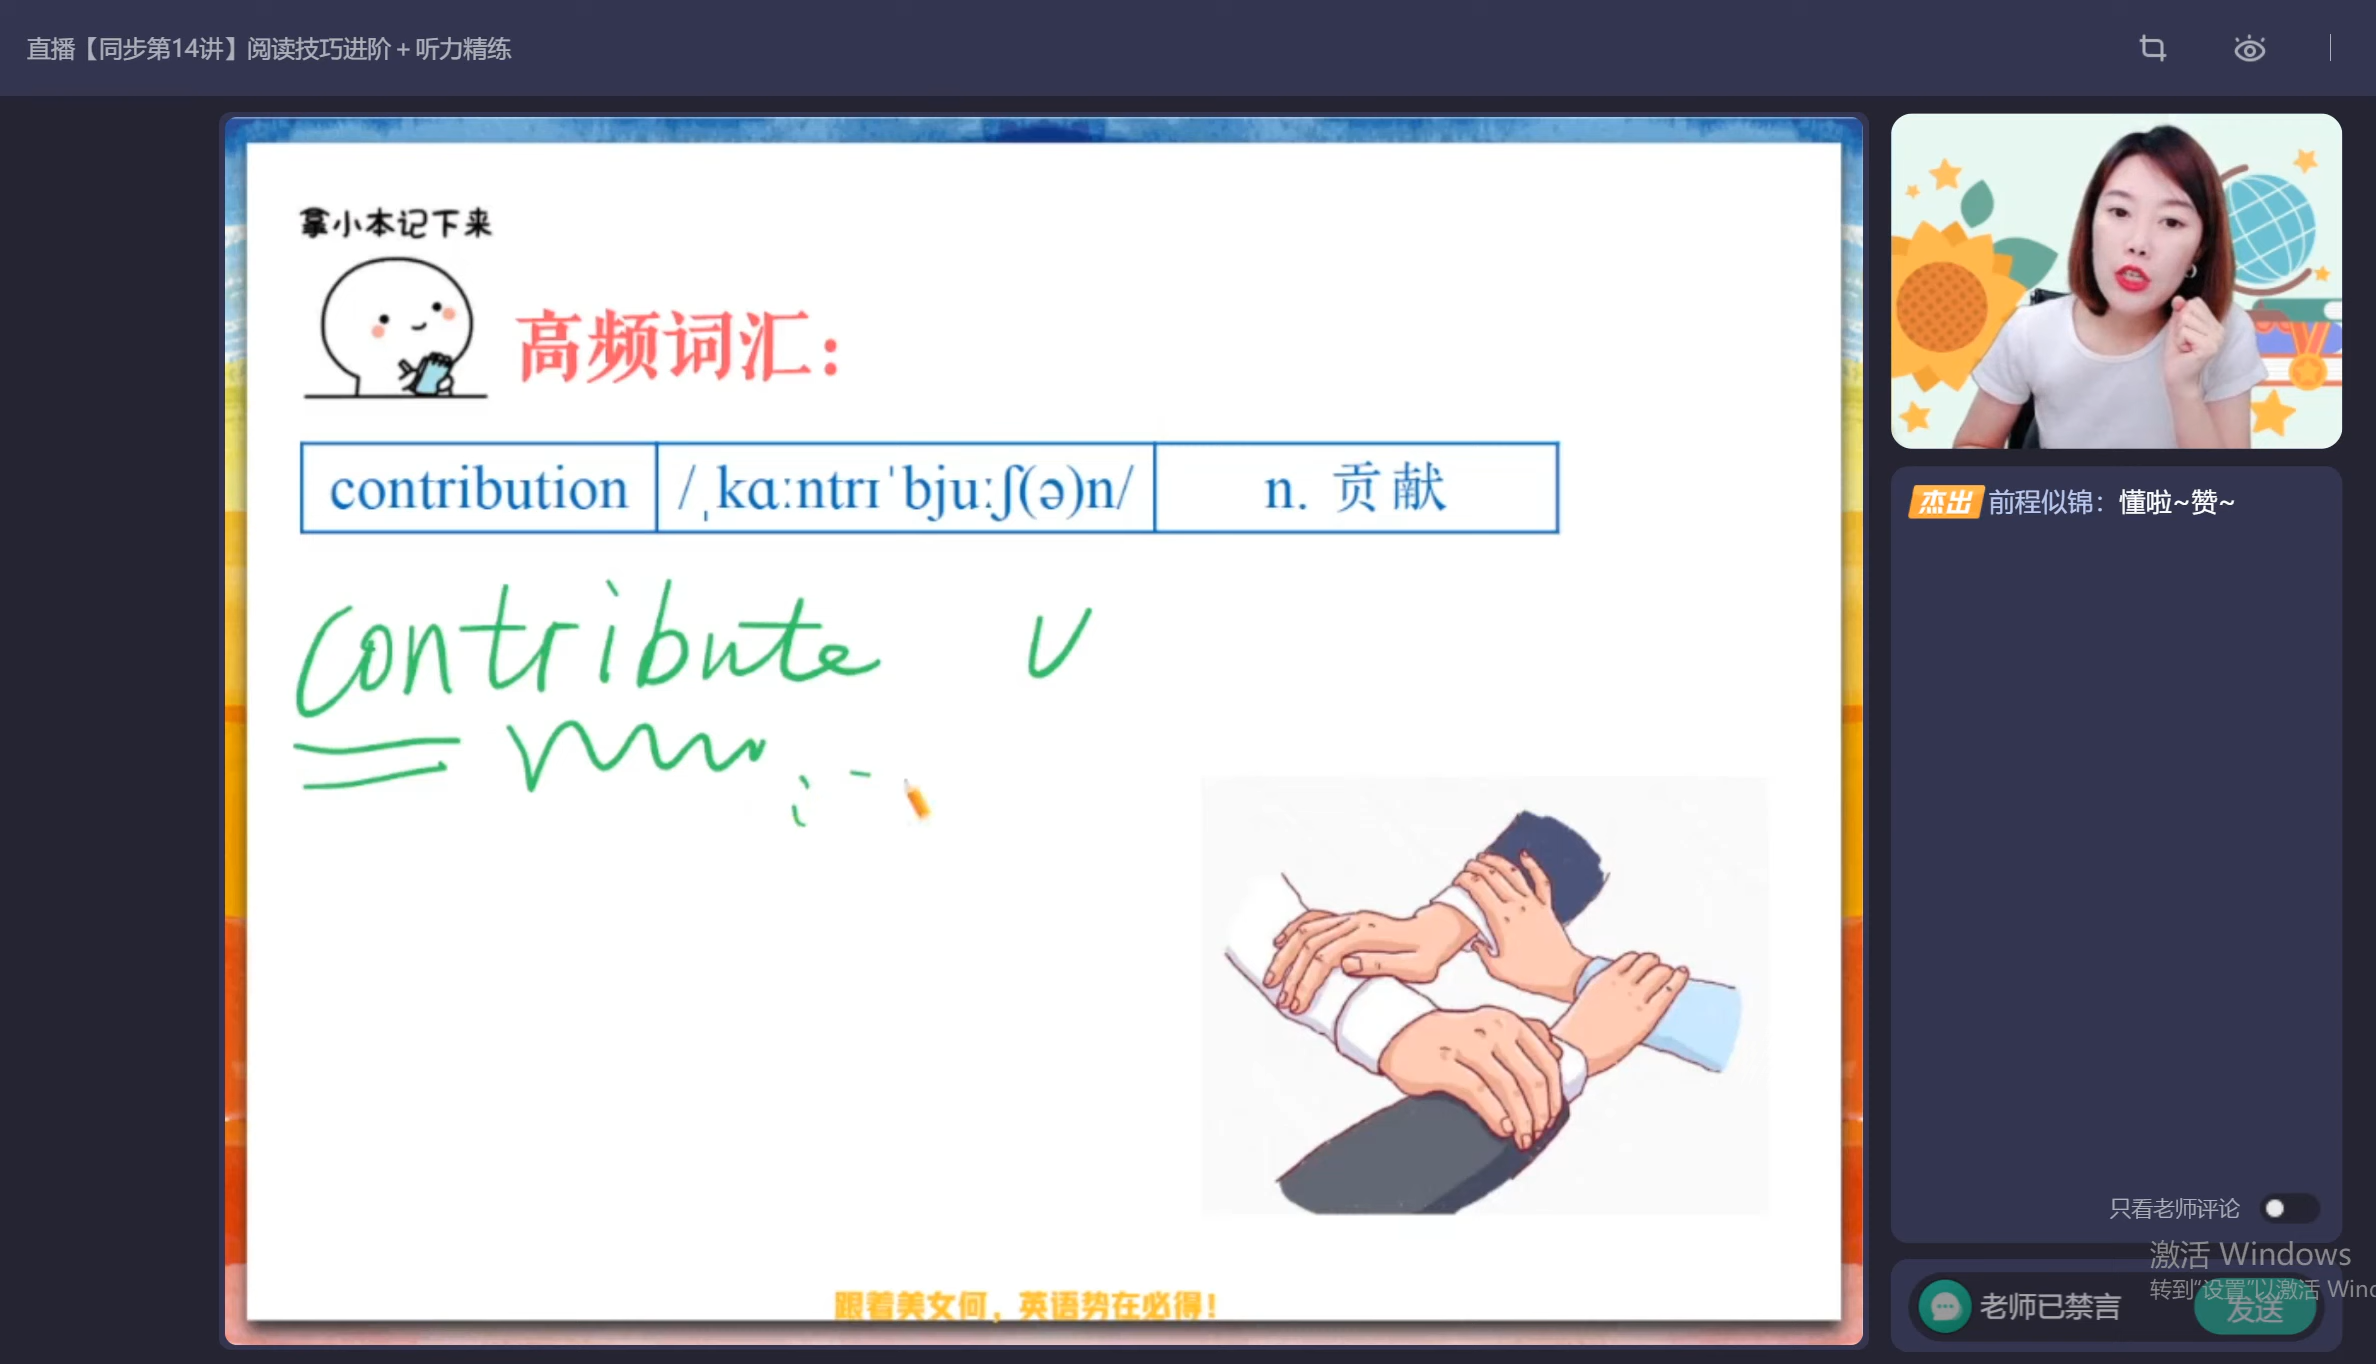 直播【同步第14讲】阅读技巧进阶+听力精练
拿小本记下来
高频词汇：
contribution /ˌkɑːntrɪˈbjuːʃ(ə)n/ n. 贡献
contribute v
跟着美女何，英语势在必得！
杰出 前程似锦：懂啦~赞~
只看老师评论
激活 Windows
转到“设置”以激活 Winc
老师已禁言 发送